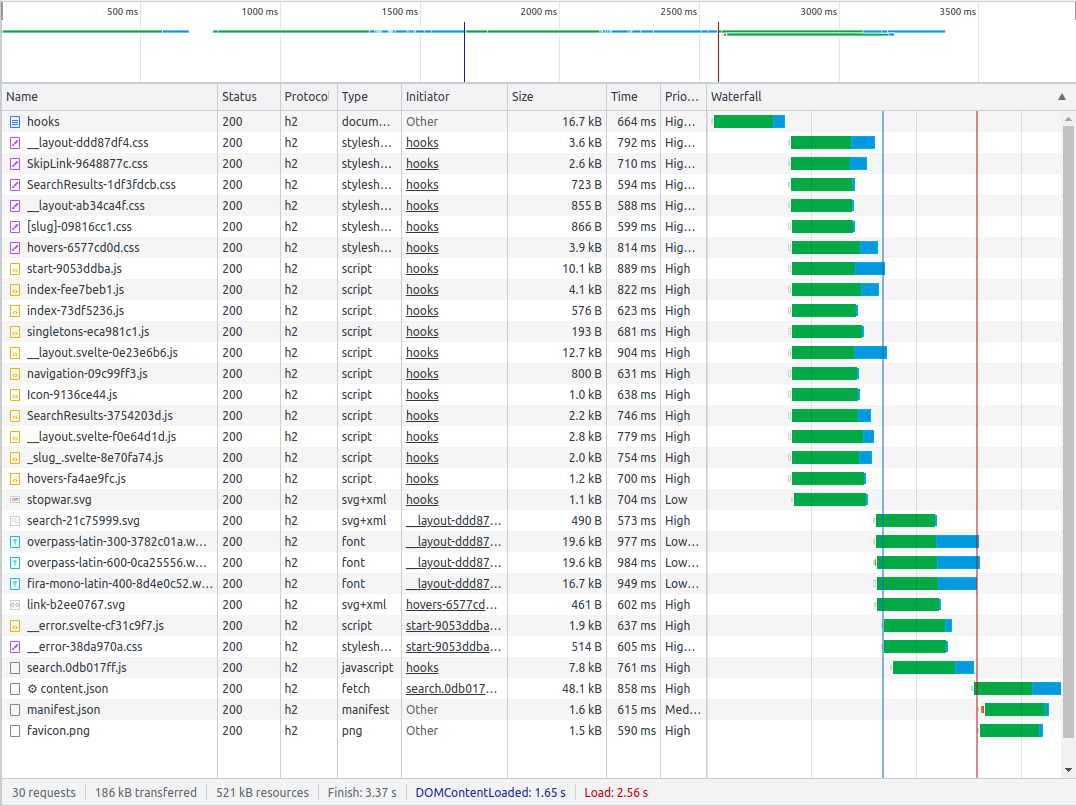 500 ms 1000 ms 1500 ms 2000 ms 2500 ms 3000 ms 3500 ms
Name Status Protocol Type Initiator Size Time Prio... Waterfall
hooks 200 h2 docum... Other 16.7 kB 664 ms Hig...
__layout-ddd87df4.css 200 h2 stylesh... hooks 3.6 kB 792 ms Hig...
SkipLink-9648877c.css 200 h2 stylesh... hooks 2.6 kB 710 ms Hig...
SearchResults-1df3fdcb.css 200 h2 stylesh... hooks 723 B 594 ms Hig...
__layout-ab34ca4f.css 200 h2 stylesh... hooks 855 B 588 ms Hig...
[slug]-09816cc1.css 200 h2 stylesh... hooks 866 B 599 ms Hig...
hovers-6577cd0d.css 200 h2 stylesh... hooks 3.9 kB 814 ms Hig...
start-9053ddba.js 200 h2 script hooks 10.1 kB 889 ms High
index-fee7beb1.js 200 h2 script hooks 4.1 kB 822 ms High
index-73df5236.js 200 h2 script hooks 576 B 623 ms High
singletons-eca981c1.js 200 h2 script hooks 193 B 681 ms High
__layout.svelte-0e23e6b6.js 200 h2 script hooks 12.7 kB 904 ms High
navigation-09c99ff3.js 200 h2 script hooks 800 B 631 ms High
Icon-9136ce44.js 200 h2 script hooks 1.0 kB 638 ms High
SearchResults-3754203d.js 200 h2 script hooks 2.2 kB 746 ms High
__layout.svelte-f0e64d1d.js 200 h2 script hooks 2.8 kB 779 ms High
_slug_.svelte-8e70fa74.js 200 h2 script hooks 2.0 kB 754 ms High
hovers-fa4ae9fc.js 200 h2 script hooks 1.2 kB 700 ms High
stopwar.svg 200 h2 svg+xml hooks 1.1 kB 704 ms Low
search-21c75999.svg 200 h2 svg+xml __layout-ddd87... 490 B 573 ms High
overpass-latin-300-3782c01a.w... 200 h2 font __layout-ddd87... 19.6 kB 977 ms Low...
overpass-latin-600-0ca25556.w... 200 h2 font __layout-ddd87... 19.6 kB 984 ms Low...
fira-mono-latin-400-8d4e0c52.w... 200 h2 font __layout-ddd87... 16.7 kB 949 ms Low...
link-b2ee0767.svg 200 h2 svg+xml hovers-6577cd... 461 B 602 ms High
__error.svelte-cf31c9f7.js 200 h2 script start-9053ddba... 1.9 kB 637 ms High
__error-38da970a.css 200 h2 stylesh... start-9053ddba... 514 B 605 ms Hig...
search.0db017ff.js 200 h2 javascript hooks 7.8 kB 761 ms High
⚙ content.json 200 h2 fetch search.0db017... 48.1 kB 858 ms High
manifest.json 200 h2 manifest Other 1.6 kB 615 ms Med...
favicon.png 200 h2 png Other 1.5 kB 590 ms High
30 requests 186 kB transferred 521 kB resources Finish: 3.37 s DOMContentLoaded: 1.65 s Load: 2.56 s